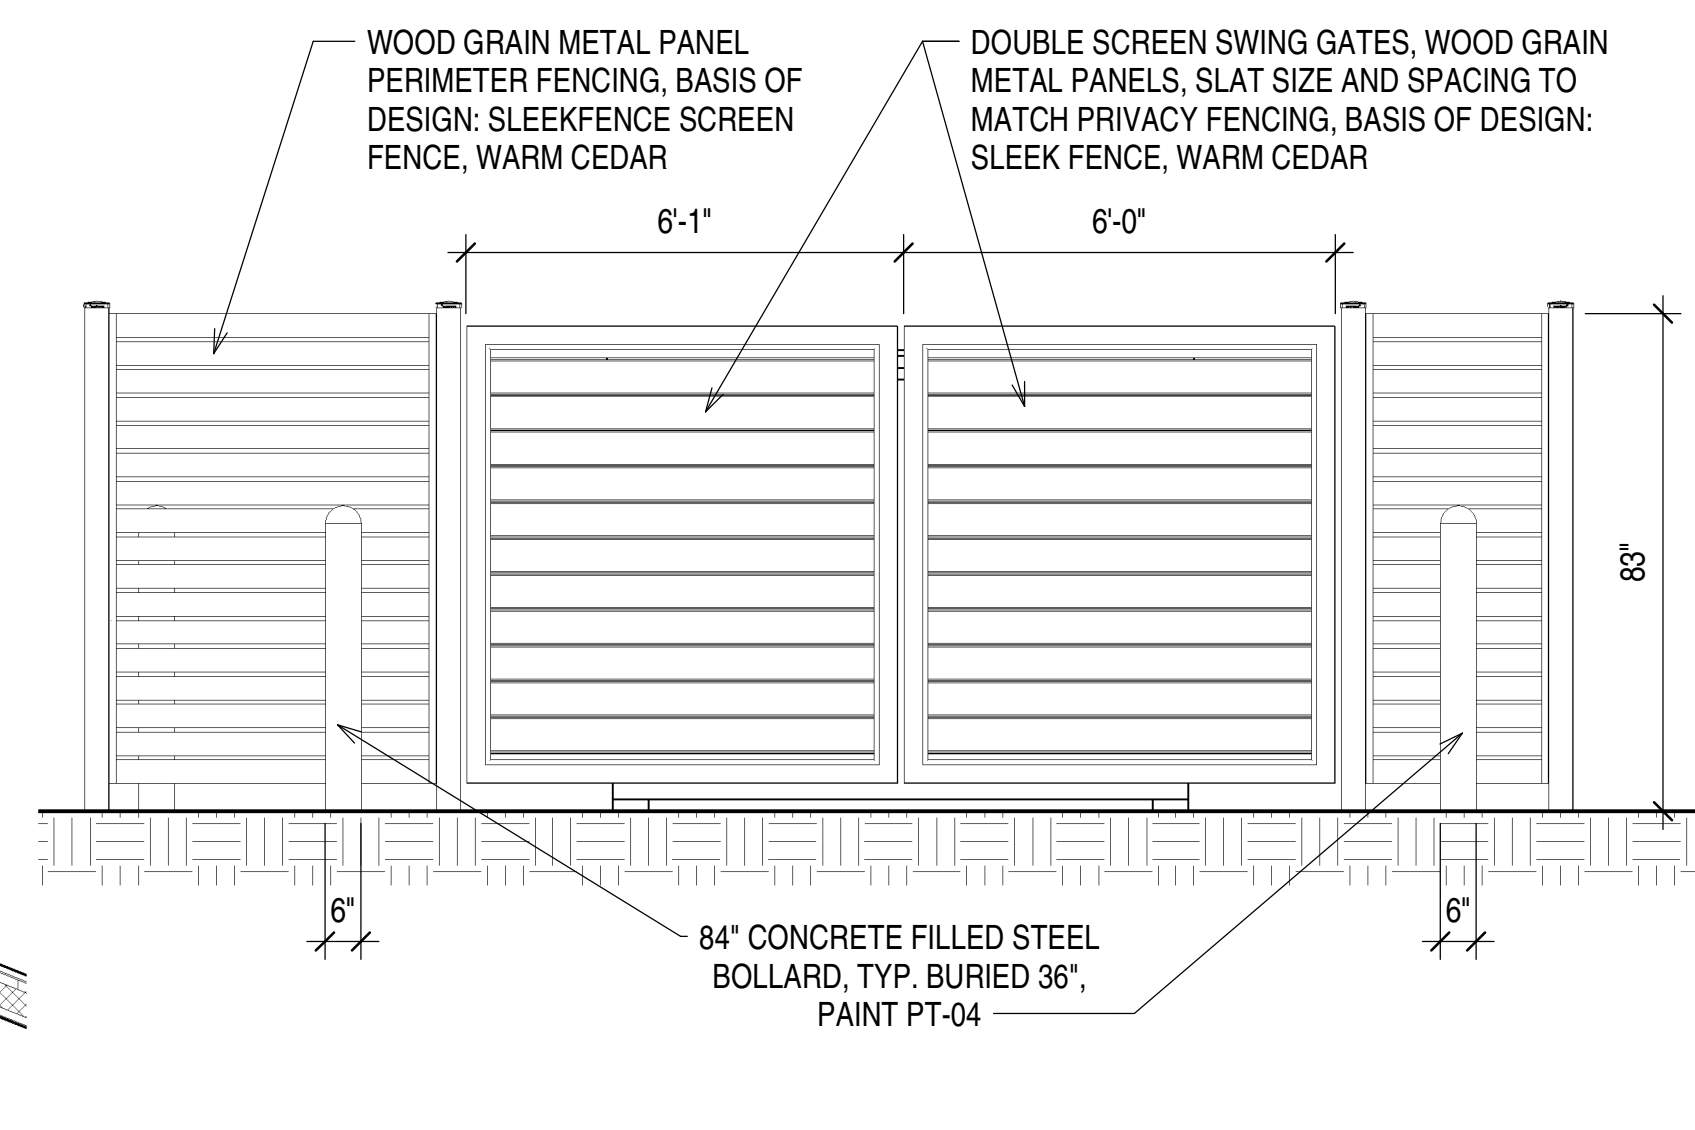 WOOD GRAIN METAL PANEL
PERIMETER FENCING, BASIS OF
DESIGN: SLEEKFENCE SCREEN
FENCE, WARM CEDAR
DOUBLE SCREEN SWING GATES, WOOD GRAIN
METAL PANELS, SLAT SIZE AND SPACING TO
MATCH PRIVACY FENCING, BASIS OF DESIGN:
SLEEK FENCE, WARM CEDAR
6'-1"
6'-0"
83"
6"
6"
84" CONCRETE FILLED STEEL
BOLLARD, TYP. BURIED 36",
PAINT PT-04